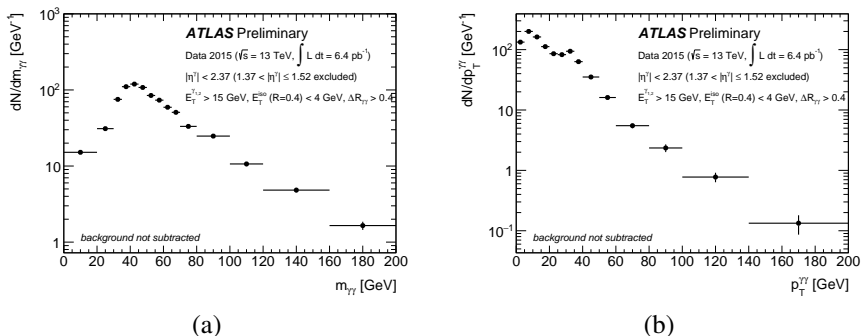 dN/dm_γγ [GeV⁻¹]
10²
10
1
ATLAS Preliminary
Data 2015 (√s = 13 TeV, ∫ L dt = 6.4 pb⁻¹)
|η^γ| < 2.37 (1.37 < |η^γ| ≤ 1.52 excluded)
E_T^γ1,2 > 15 GeV, E_T^iso (R=0.4) < 4 GeV, ΔR_γγ > 0.4
background not subtracted
0 20 40 60 80 100 120 140 160 180 200
m_γγ [GeV]
(a)
dN/dp_T^γγ [GeV⁻¹]
10³
10²
10
1
10⁻¹
ATLAS Preliminary
Data 2015 (√s = 13 TeV, ∫ L dt = 6.4 pb⁻¹)
|η^γ| < 2.37 (1.37 < |η^γ| ≤ 1.52 excluded)
E_T^γ1,2 > 15 GeV, E_T^iso (R=0.4) < 4 GeV, ΔR_γγ > 0.4
background not subtracted
0 20 40 60 80 100 120 140 160 180 200
p_T^γγ [GeV]
(b)